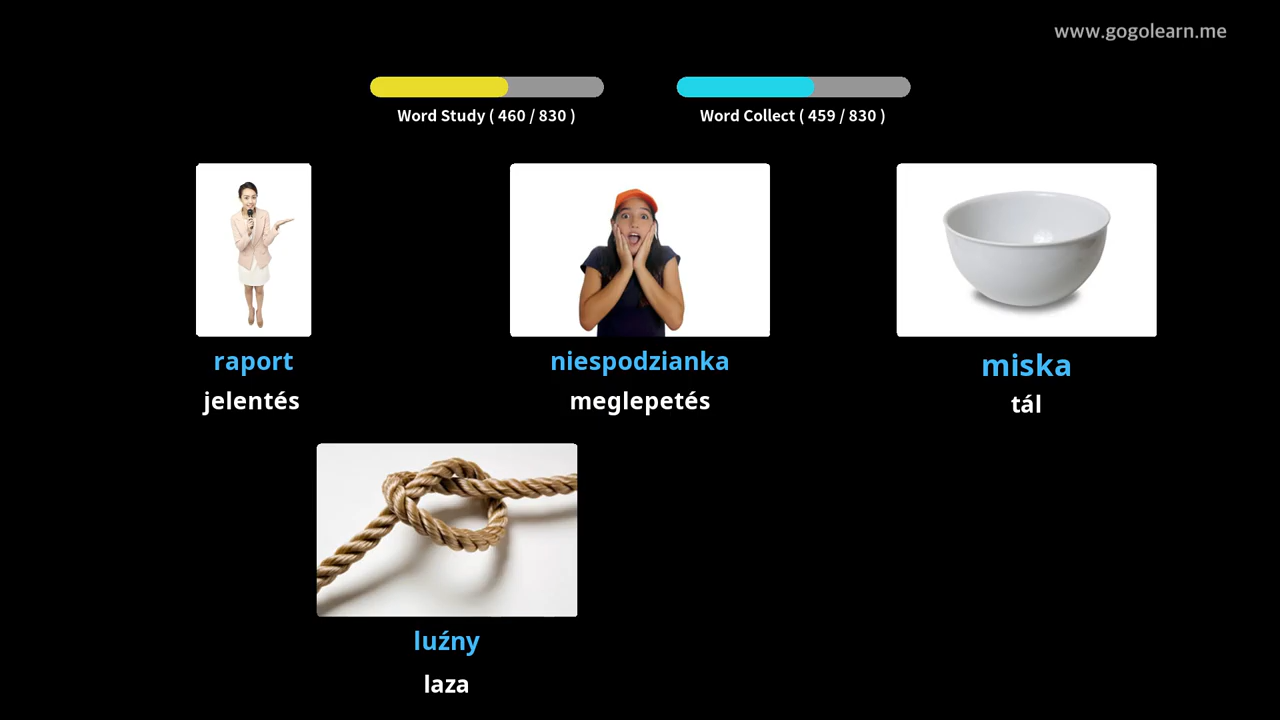 www.gogolearn.me
Word Study ( 460 / 830 )
Word Collect ( 459 / 830 )
raport
jelentés
niespodzianka
meglepetés
miska
tál
luźny
laza